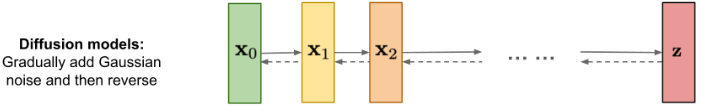 Diffusion models:
Gradually add Gaussian
noise and then reverse
x₀ x₁ x₂ ... ... z